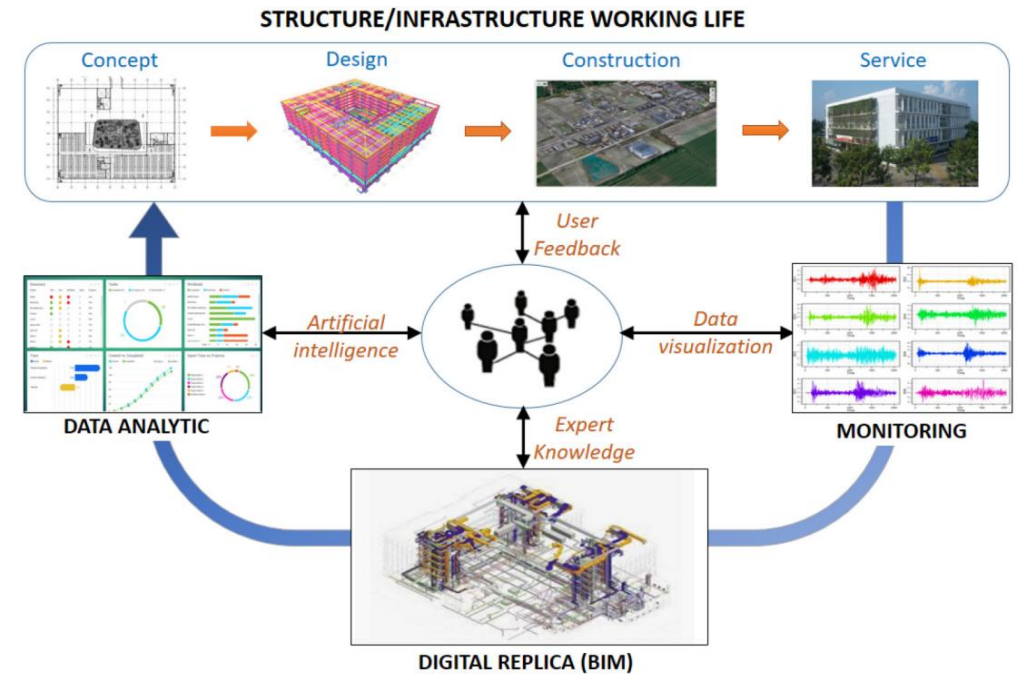 STRUCTURE/INFRASTRUCTURE WORKING LIFE
Concept
Design
Construction
Service
User
Feedback
Artificial
intelligence
Data
visualization
DATA ANALYTIC
MONITORING
Expert
Knowledge
DIGITAL REPLICA (BIM)